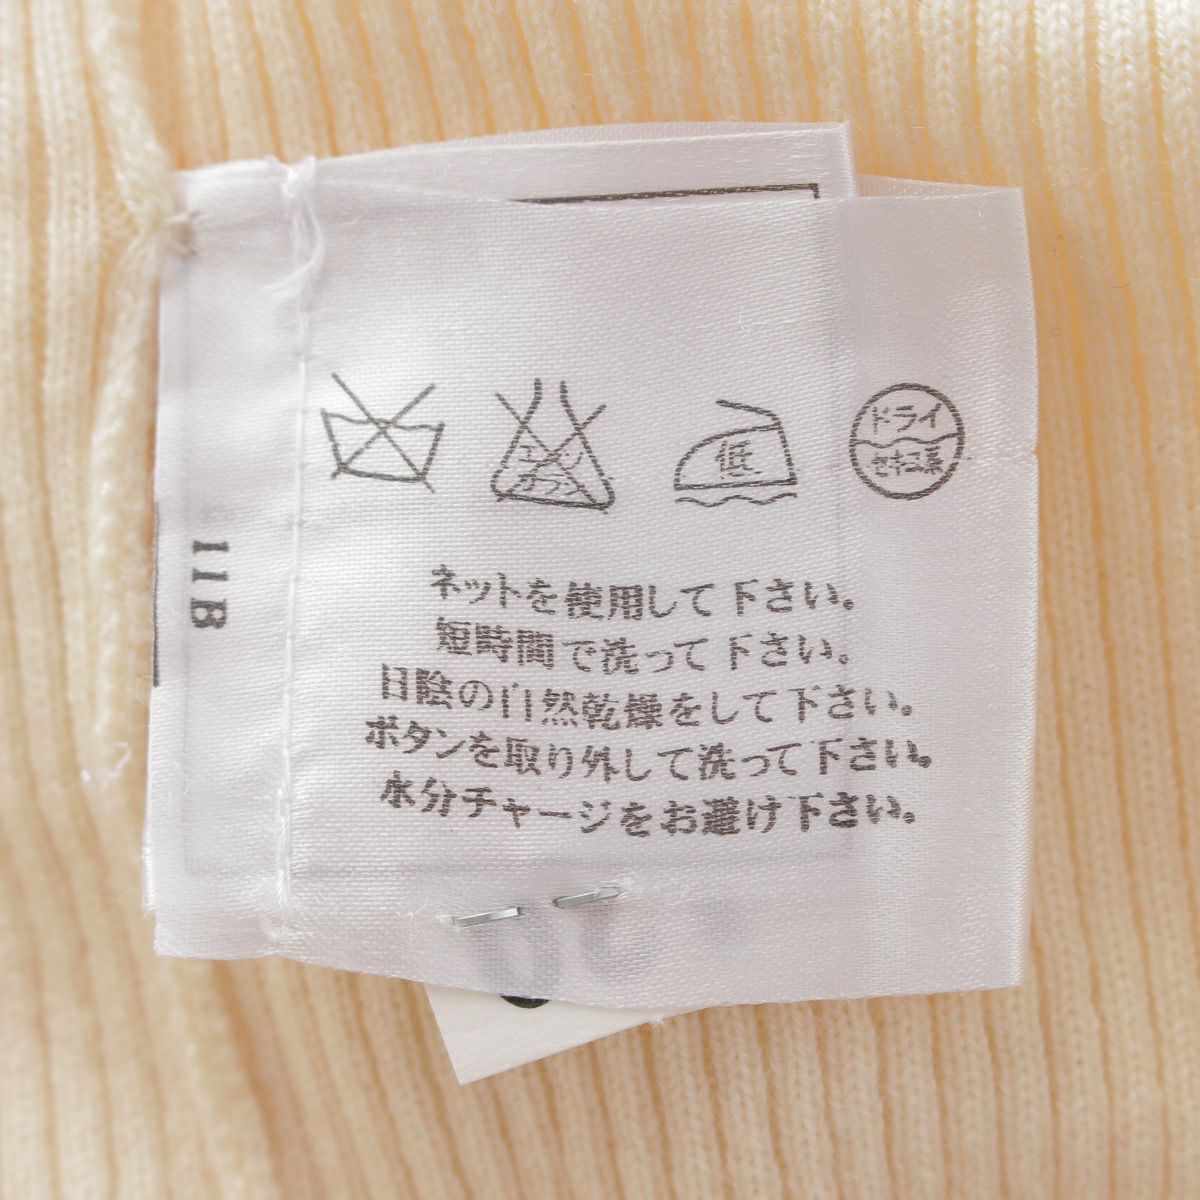 低
ドライ
セキユ系
ネットを使用して下さい。
短時間で洗って下さい。
日陰の自然乾燥をして下さい。
ボタンを取り外して洗って下さい。
水分チャージをお避け下さい。
11B